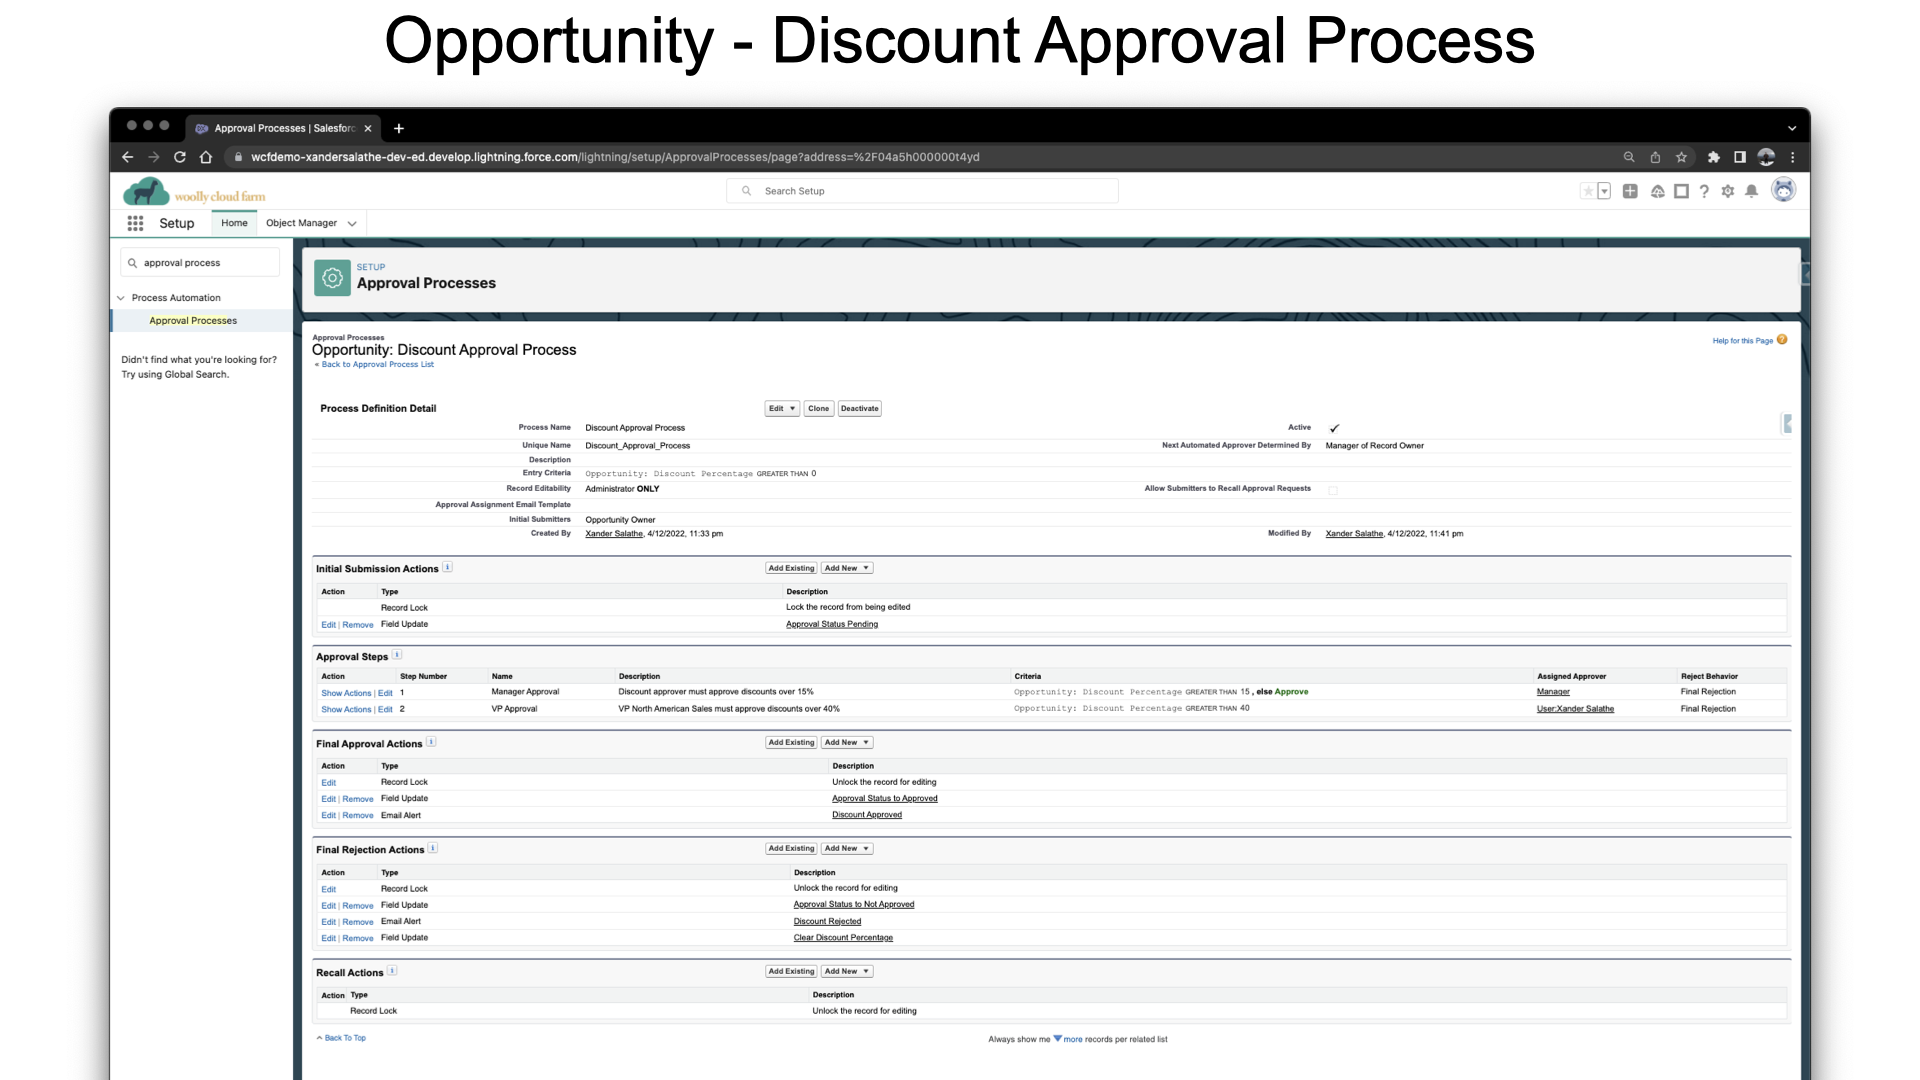 Opportunity - Discount Approval Process
Approval Processes | Salesforc
wcfdemo-xandersalathe-dev-ed.develop.lightning.force.com/lightning/setup/ApprovalProcesses/page?address=%2F04a5h000000t4yd
woolly cloud farm
Search Setup
Setup Home Object Manager
approval process
Process Automation
Approval Processes
Didn't find what you're looking for?
Try using Global Search.
SETUP
Approval Processes
Approval Processes
Opportunity: Discount Approval Process
« Back to Approval Process List
Help for this Page
Process Definition Detail Edit Clone Deactivate
Process Name Discount Approval Process Active
Unique Name Discount_Approval_Process Next Automated Approver Determined By Manager of Record Owner
Description
Entry Criteria Opportunity: Discount Percentage GREATER THAN 0
Record Editability Administrator ONLY Allow Submitters to Recall Approval Requests
Approval Assignment Email Template
Initial Submitters Opportunity Owner
Created By Xander Salathe, 4/12/2022, 11:33 pm Modified By Xander Salathe, 4/12/2022, 11:41 pm
Initial Submission Actions Add Existing Add New
Action Type Description
Record Lock Lock the record from being edited
Edit | Remove Field Update Approval Status Pending
Approval Steps
Action Step Number Name Description Criteria Assigned Approver Reject Behavior
Show Actions | Edit 1 Manager Approval Discount approver must approve discounts over 15% Opportunity: Discount Percentage GREATER THAN 15 , else Approve Manager Final Rejection
Show Actions | Edit 2 VP Approval VP North American Sales must approve discounts over 40% Opportunity: Discount Percentage GREATER THAN 40 User:Xander Salathe Final Rejection
Final Approval Actions Add Existing Add New
Action Type Description
Edit Record Lock Unlock the record for editing
Edit | Remove Field Update Approval Status to Approved
Edit | Remove Email Alert Discount Approved
Final Rejection Actions Add Existing Add New
Action Type Description
Edit Record Lock Unlock the record for editing
Edit | Remove Field Update Approval Status to Not Approved
Edit | Remove Email Alert Discount Rejected
Edit | Remove Field Update Clear Discount Percentage
Recall Actions Add Existing Add New
Action Type Description
Record Lock Unlock the record for editing
Back To Top Always show me more records per related list